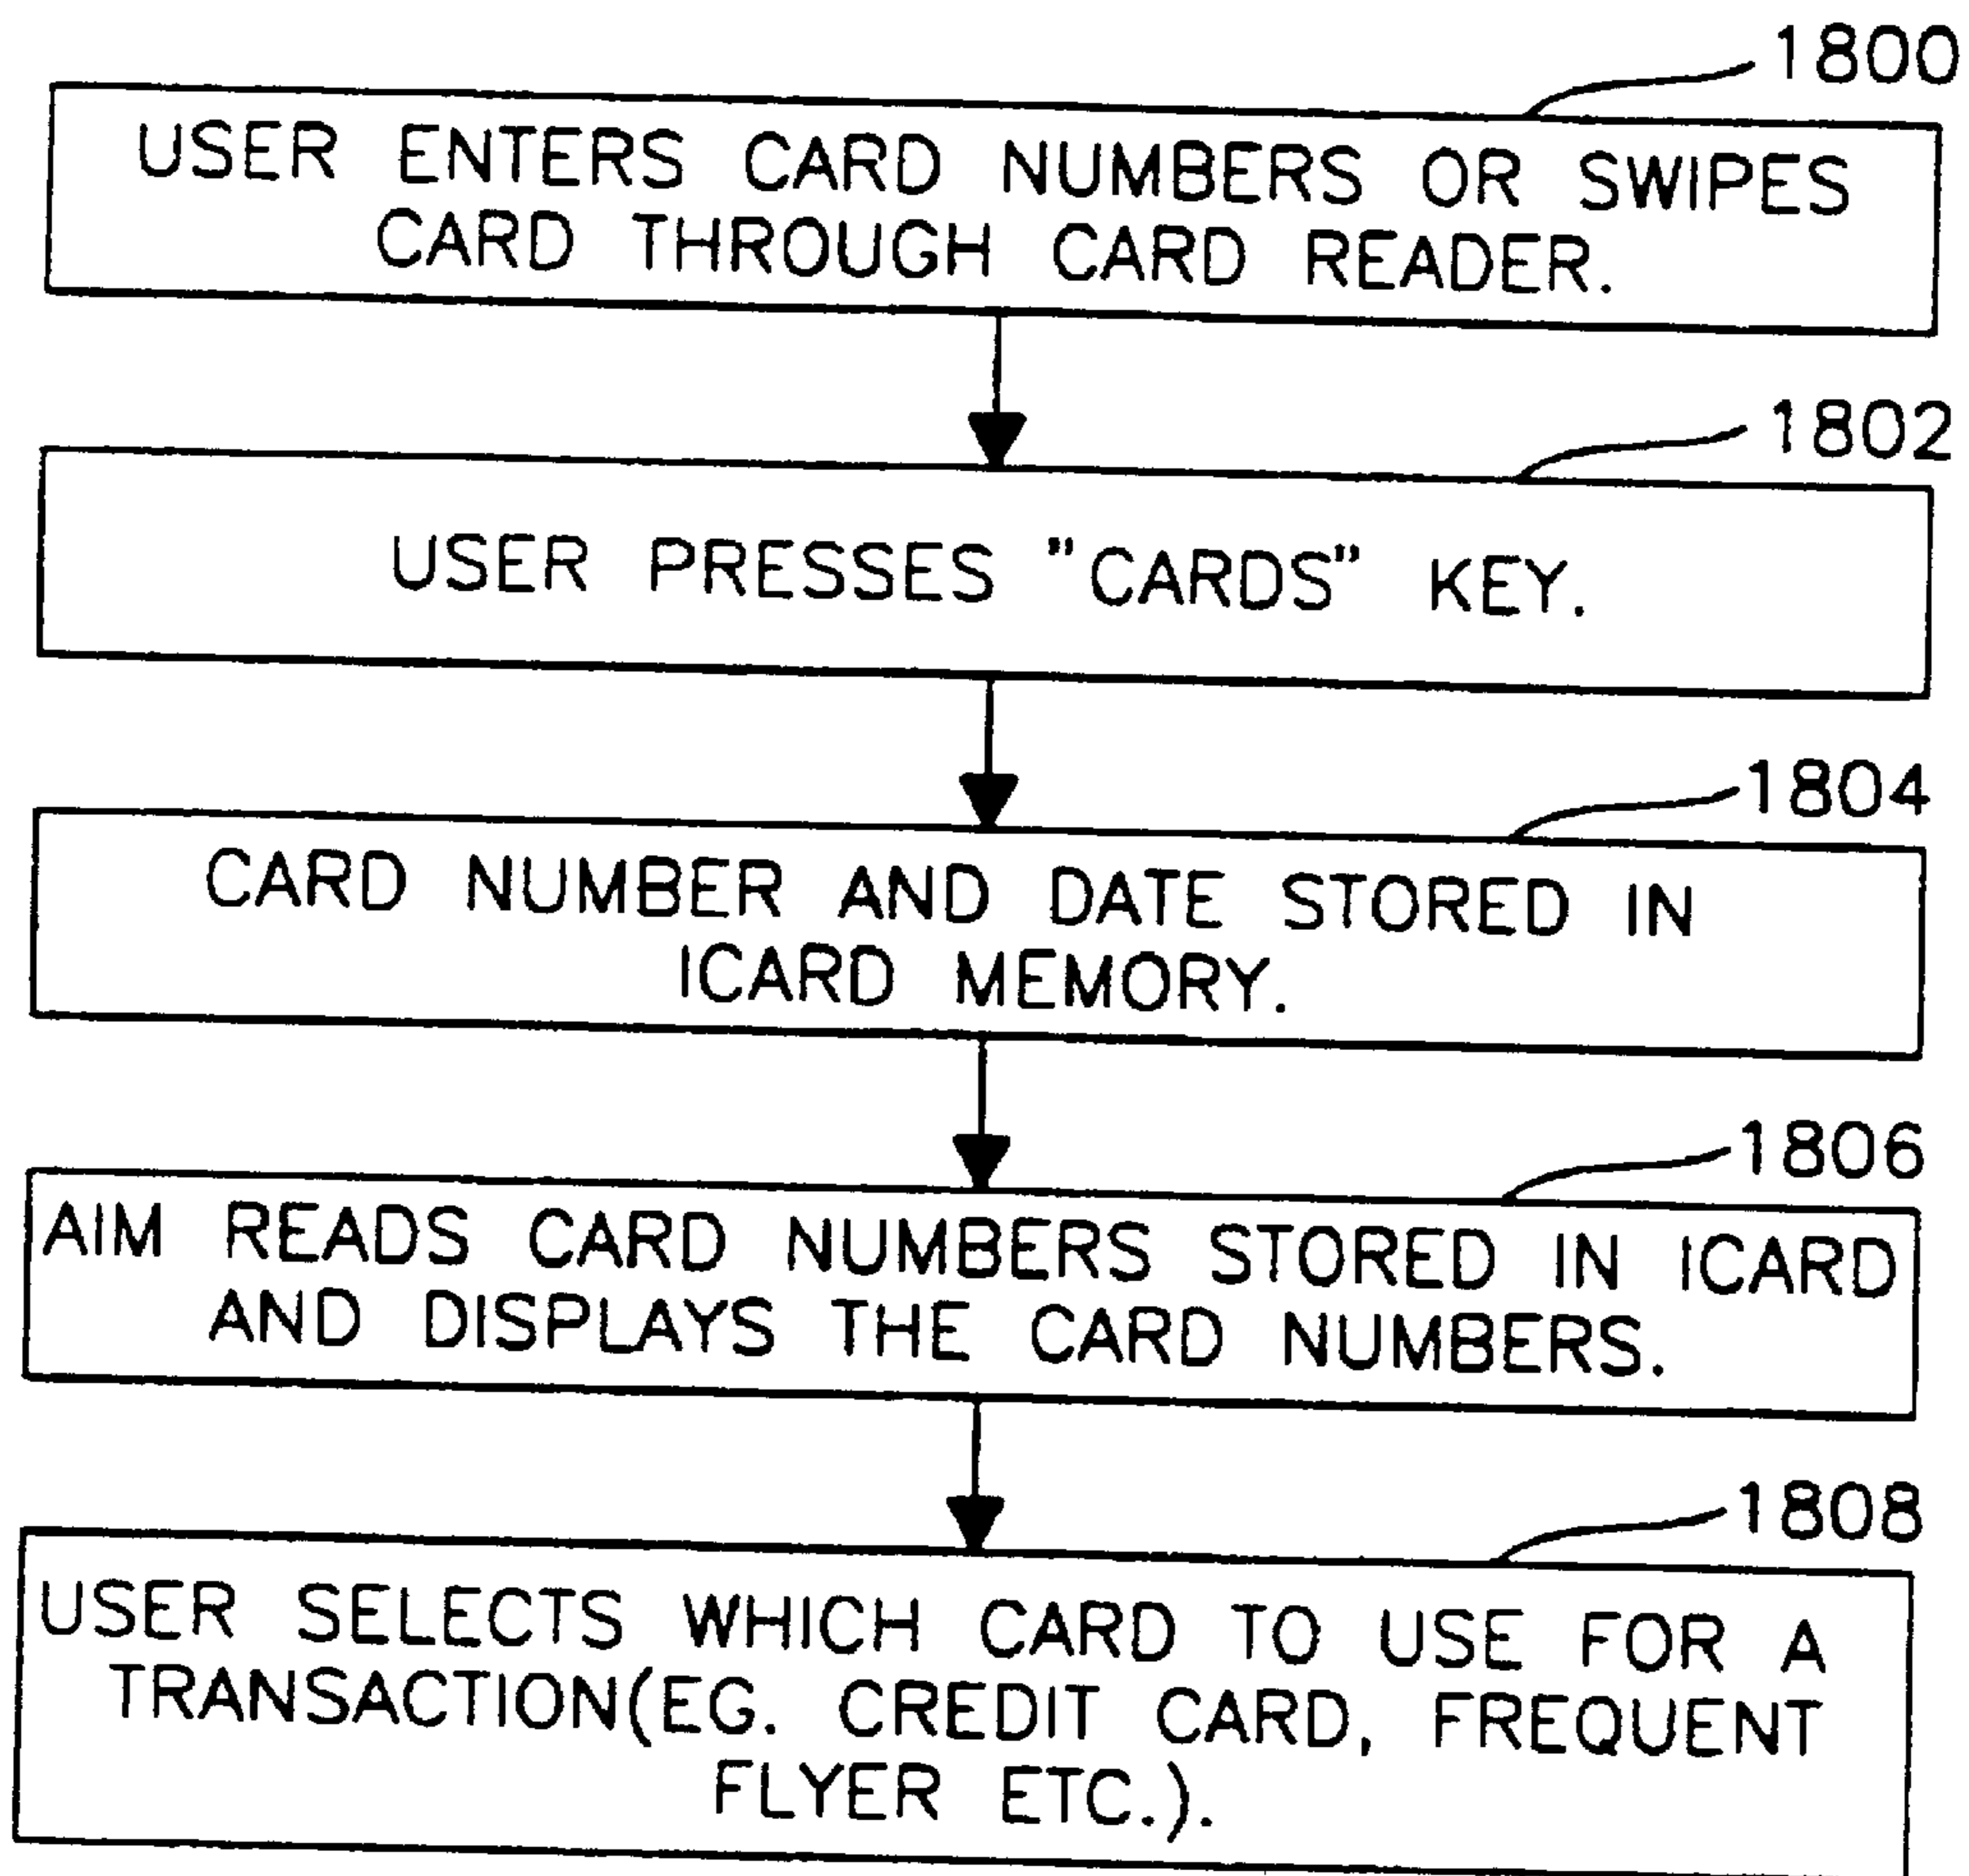 1800
USER ENTERS CARD NUMBERS OR SWIPES
CARD THROUGH CARD READER.
1802
USER PRESSES "CARDS" KEY.
1804
CARD NUMBER AND DATE STORED IN
ICARD MEMORY.
1806
AIM READS CARD NUMBERS STORED IN ICARD
AND DISPLAYS THE CARD NUMBERS.
1808
USER SELECTS WHICH CARD TO USE FOR A
TRANSACTION(EG. CREDIT CARD, FREQUENT
FLYER ETC.).